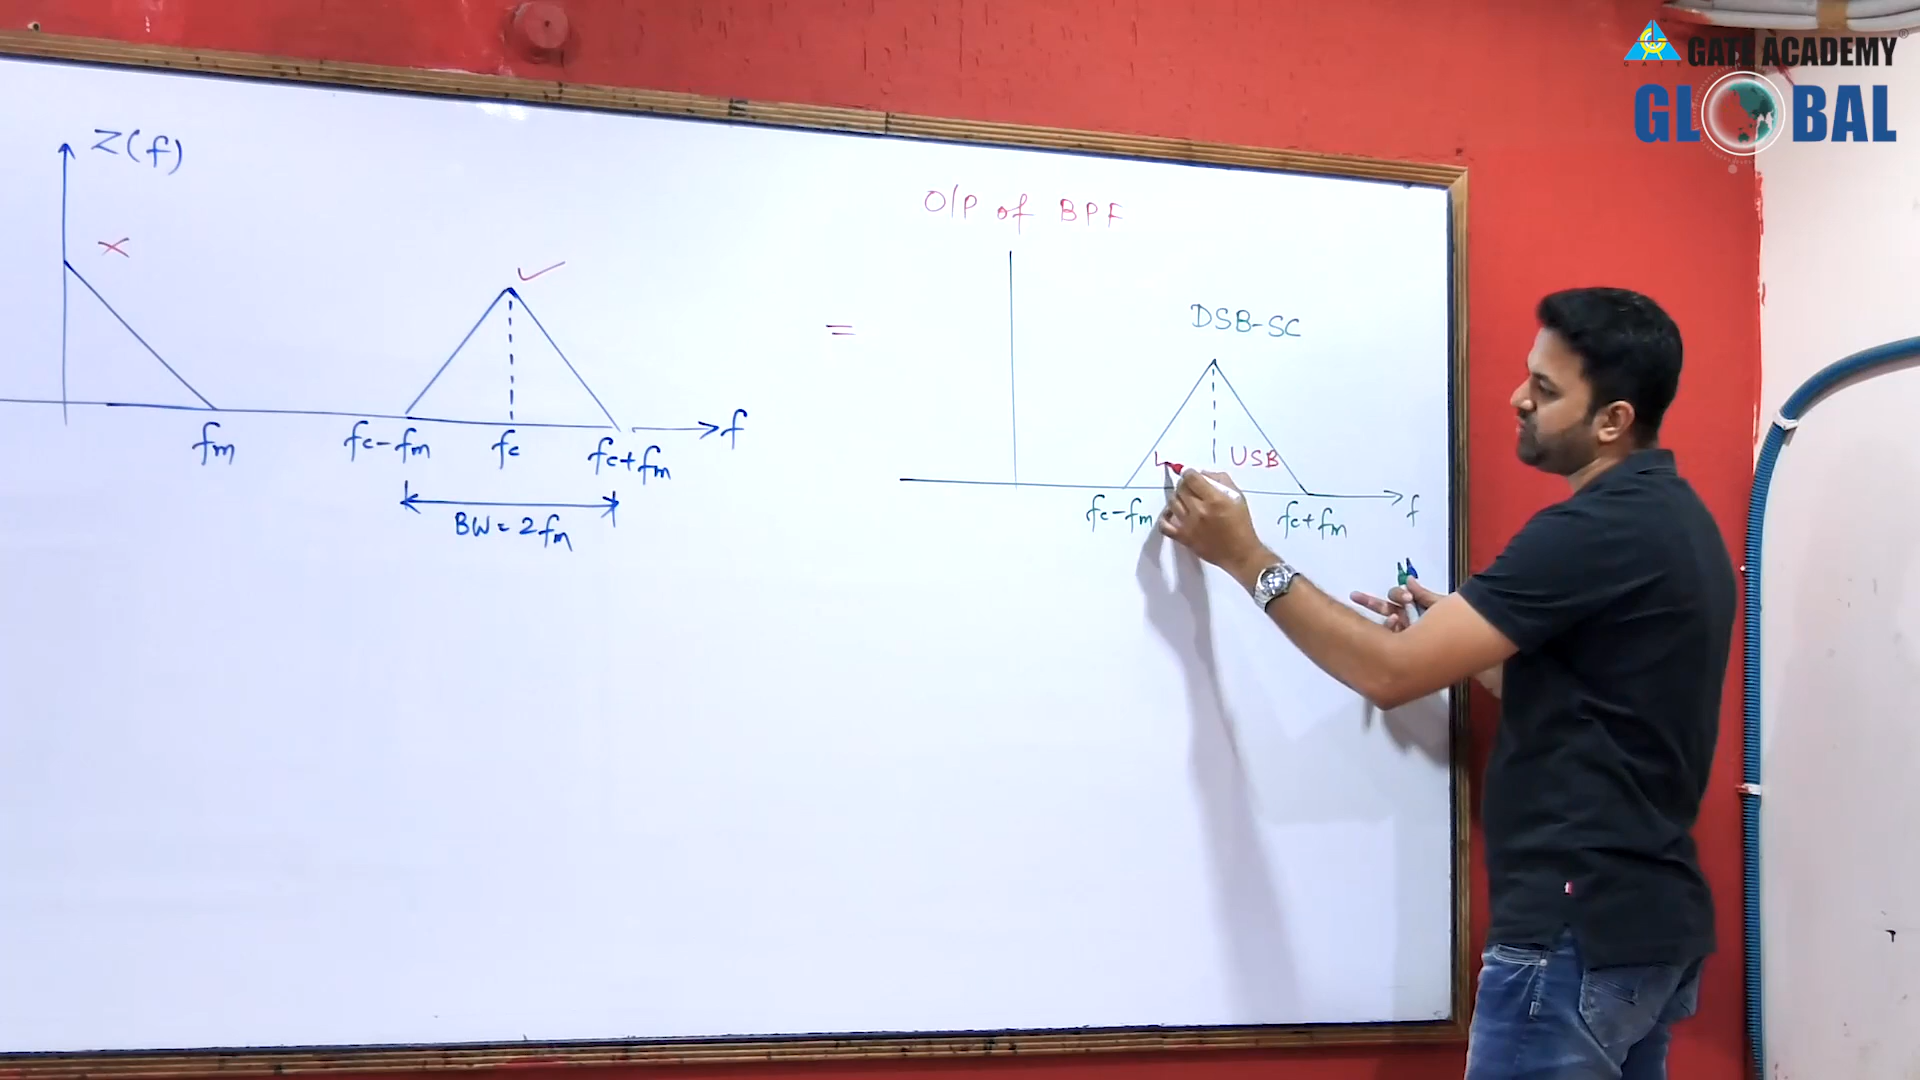 GATE ACADEMY
GLOBAL
Z(f)
×
fm
fc-fm
fc
fc+fm
f
BW = 2fm
=
O/P of BPF
DSB-SC
L
USB
fc-fm
fc+fm
f